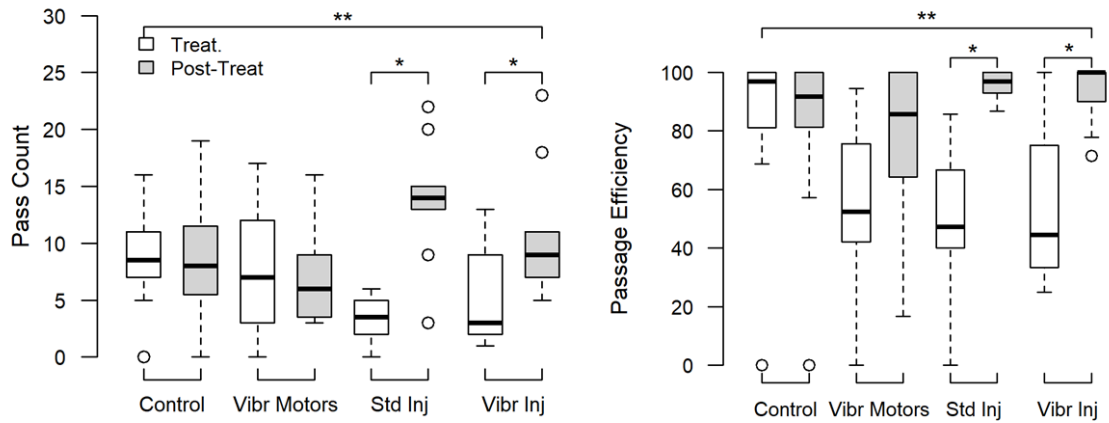 30
25
20
15
10
5
0
Pass Count
Treat.
Post-Treat
**
*
*
Control
Vibr Motors
Std Inj
Vibr Inj
100
80
60
40
20
0
Passage Efficiency
**
*
*
Control
Vibr Motors
Std Inj
Vibr Inj